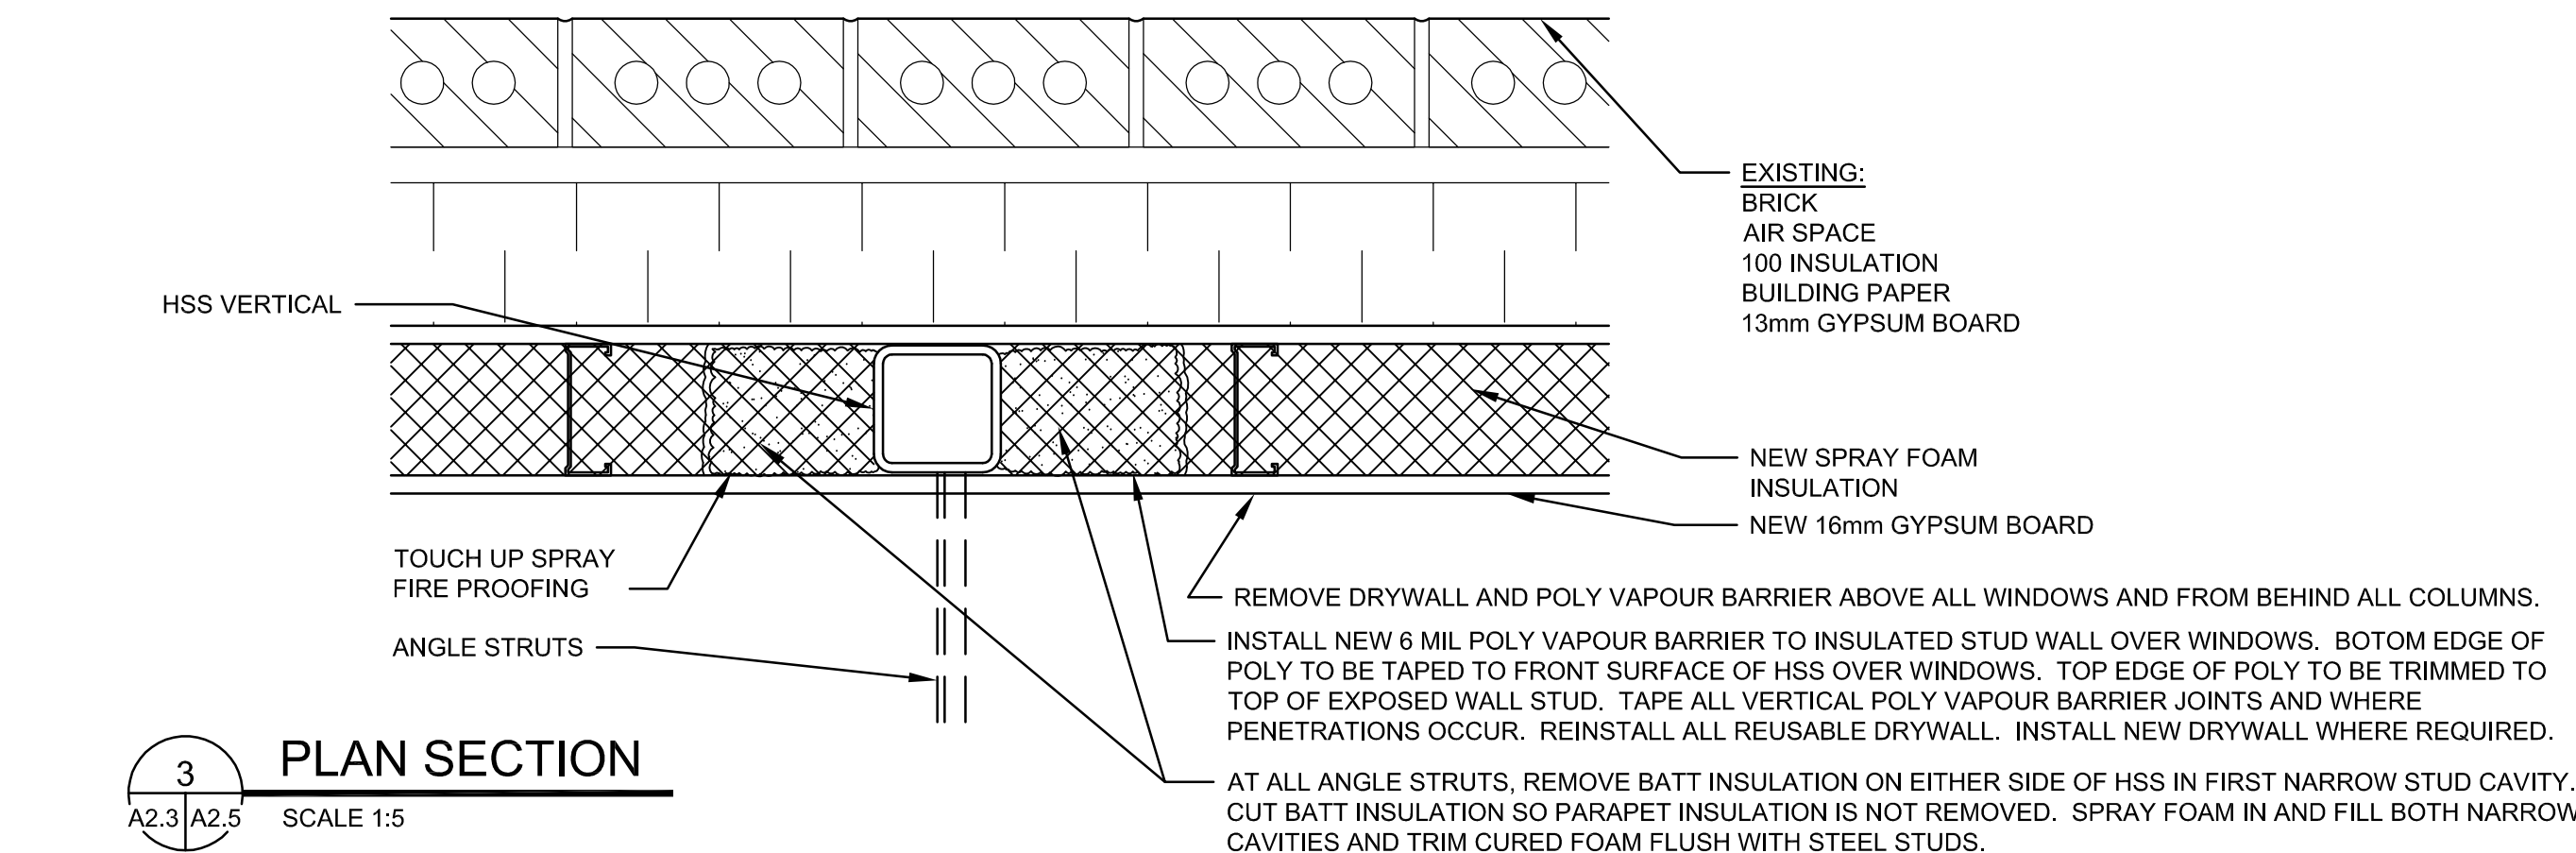 EXISTING:
BRICK
AIR SPACE
100 INSULATION
BUILDING PAPER
13mm GYPSUM BOARD
HSS VERTICAL
NEW SPRAY FOAM
INSULATION
NEW 16mm GYPSUM BOARD
TOUCH UP SPRAY
FIRE PROOFING
ANGLE STRUTS
REMOVE DRYWALL AND POLY VAPOUR BARRIER ABOVE ALL WINDOWS AND FROM BEHIND ALL COLUMNS.
INSTALL NEW 6 MIL POLY VAPOUR BARRIER TO INSULATED STUD WALL OVER WINDOWS. BOTOM EDGE OF
POLY TO BE TAPED TO FRONT SURFACE OF HSS OVER WINDOWS. TOP EDGE OF POLY TO BE TRIMMED TO
TOP OF EXPOSED WALL STUD. TAPE ALL VERTICAL POLY VAPOUR BARRIER JOINTS AND WHERE
PENETRATIONS OCCUR. REINSTALL ALL REUSABLE DRYWALL. INSTALL NEW DRYWALL WHERE REQUIRED.
AT ALL ANGLE STRUTS, REMOVE BATT INSULATION ON EITHER SIDE OF HSS IN FIRST NARROW STUD CAVITY.
CUT BATT INSULATION SO PARAPET INSULATION IS NOT REMOVED. SPRAY FOAM IN AND FILL BOTH NARROW
CAVITIES AND TRIM CURED FOAM FLUSH WITH STEEL STUDS.
3
A2.3 A2.5
PLAN SECTION
SCALE 1:5